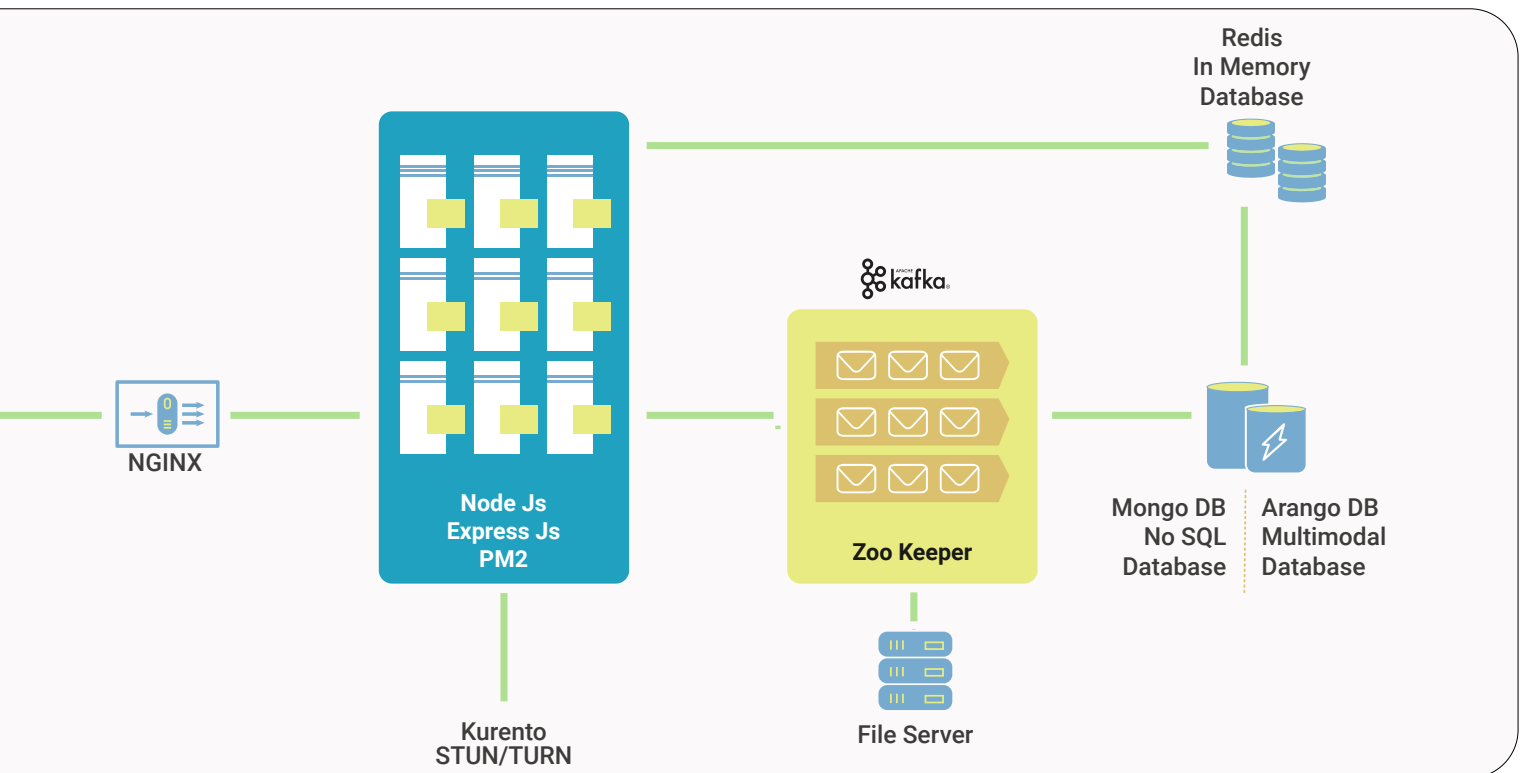 Redis
In Memory
Database
APACHE
kafka®
NGINX
Node Js
Express Js
PM2
Zoo Keeper
Mongo DB
No SQL
Database
Arango DB
Multimodal
Database
Kurento
STUN/TURN
File Server